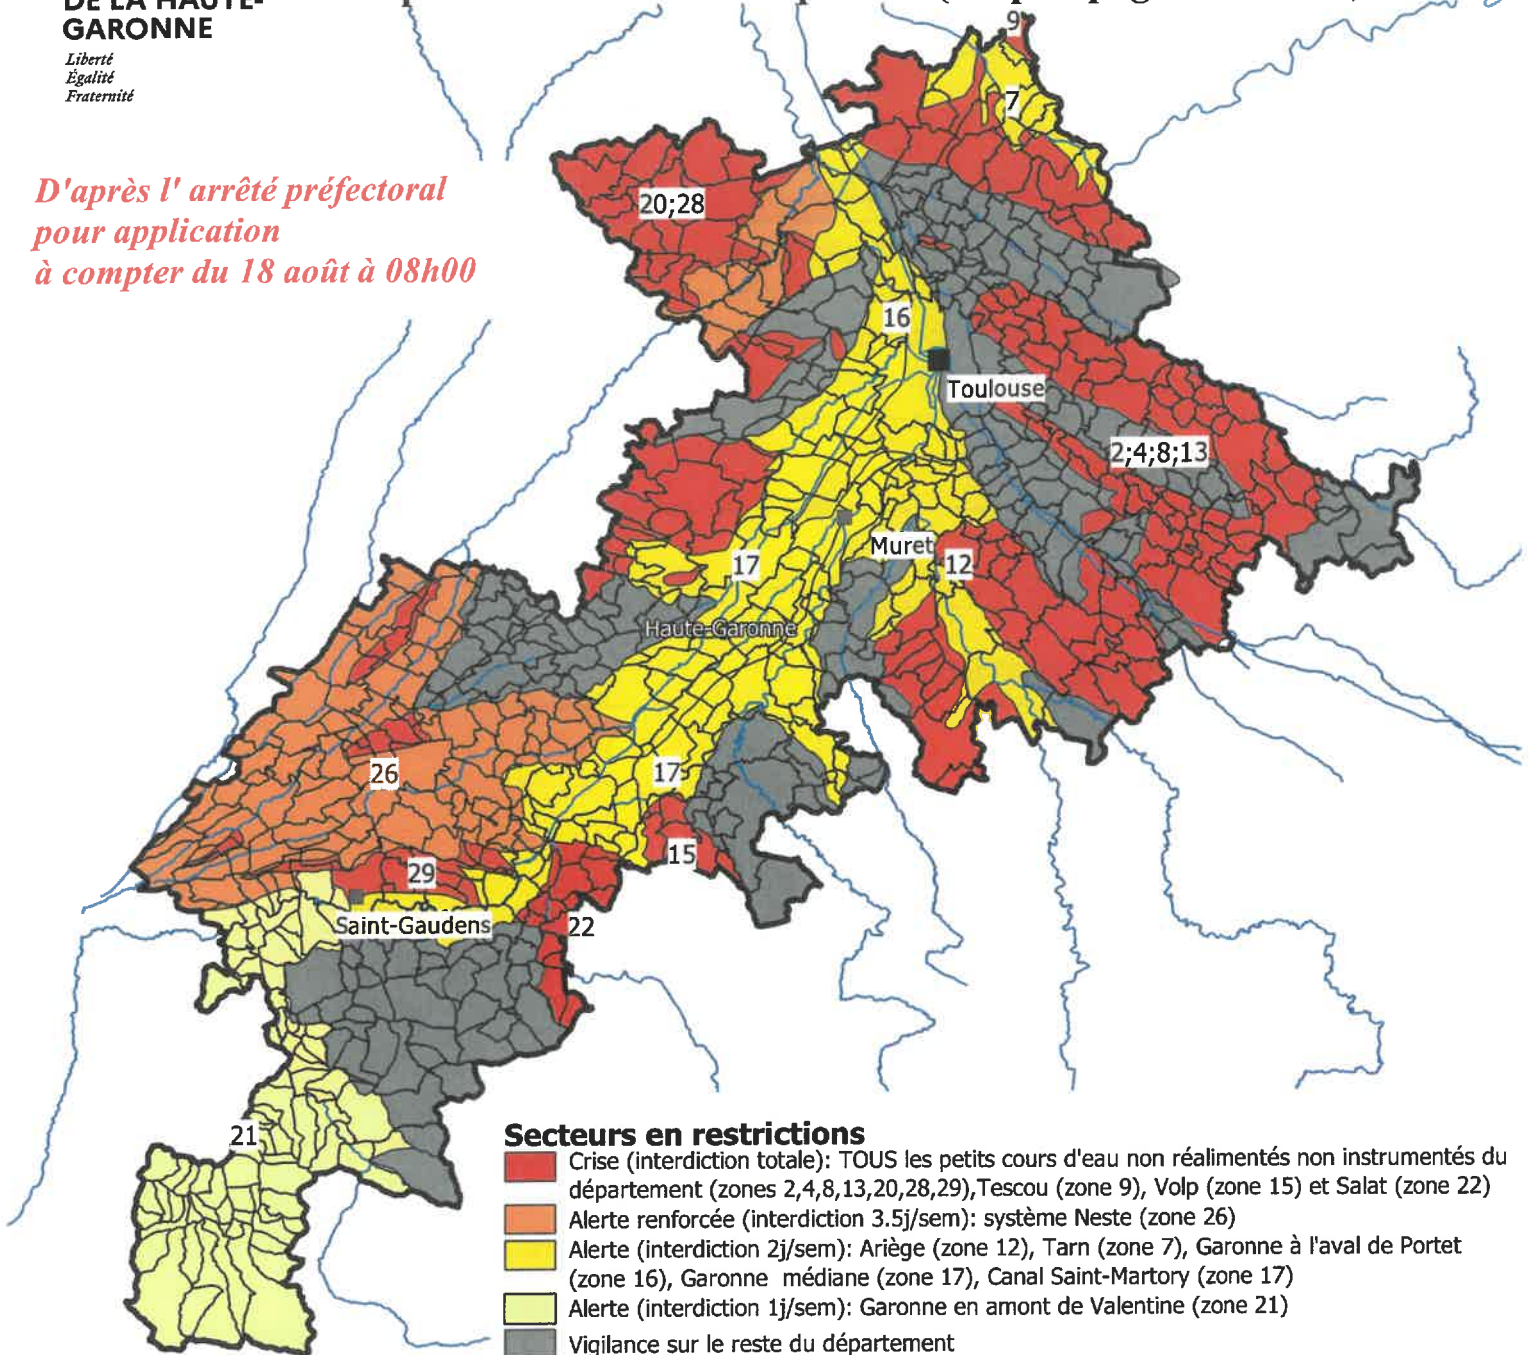 DE LA HAUTE-
GARONNE
Liberté
Égalité
Fraternité
D'après l' arrêté préfectoral
pour application
à compter du 18 août à 08h00
9
7
20;28
16
Toulouse
2;4;8;13
Muret
12
17
Haute-Garonne
26
17
15
29
Saint-Gaudens
22
21
Secteurs en restrictions
Crise (interdiction totale): TOUS les petits cours d'eau non réalimentés non instrumentés du
département (zones 2,4,8,13,20,28,29),Tescou (zone 9), Volp (zone 15) et Salat (zone 22)
Alerte renforcée (interdiction 3.5j/sem): système Neste (zone 26)
Alerte (interdiction 2j/sem): Ariège (zone 12), Tarn (zone 7), Garonne à l'aval de Portet
(zone 16), Garonne médiane (zone 17), Canal Saint-Martory (zone 17)
Alerte (interdiction 1j/sem): Garonne en amont de Valentine (zone 21)
Vigilance sur le reste du département